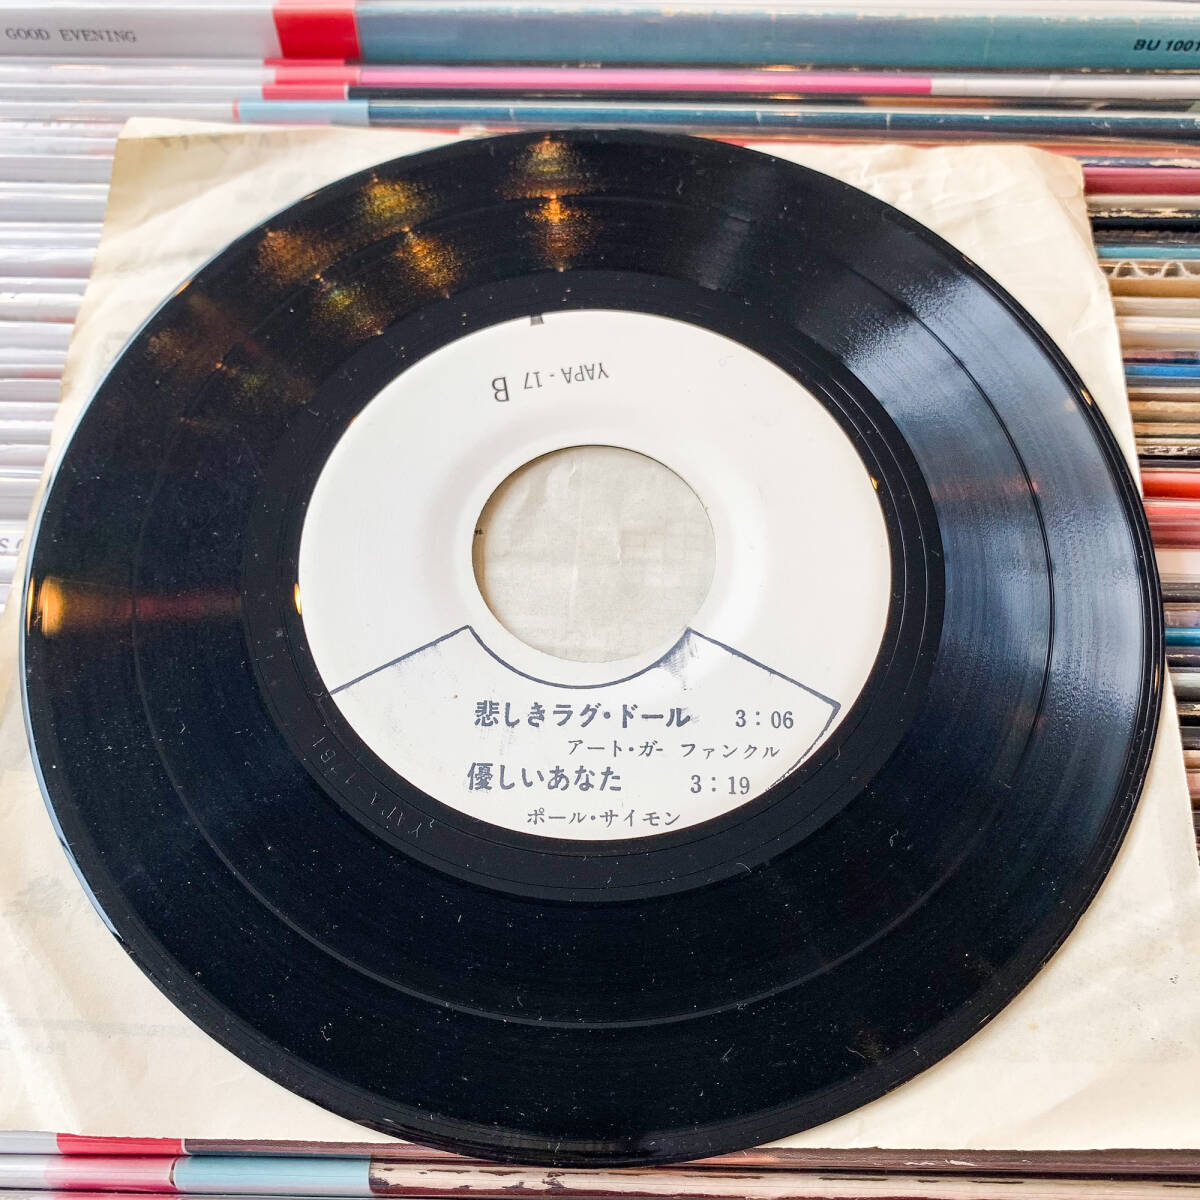 GOOD EVENING
BU 1001
YAPA-17 B
悲しきラグ・ドール 3:06
アート・ガーファンクル
優しいあなた 3:19
ポール・サイモン